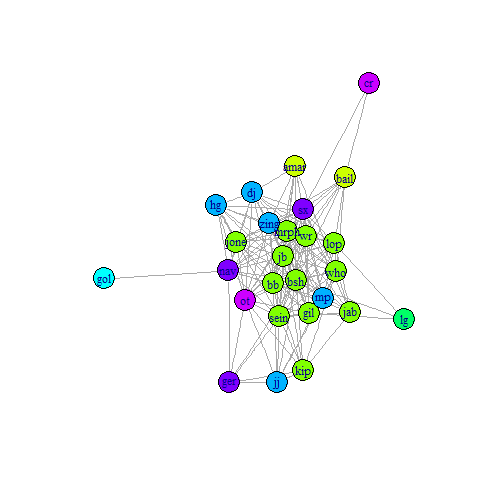 cr
amar
bail
dj
hg
sx
zing
mrph
wr
jone
lop
jb
nav
who
gol
bb
bsh
ot
mp
sein
gil
jab
lg
kip
ger
jj